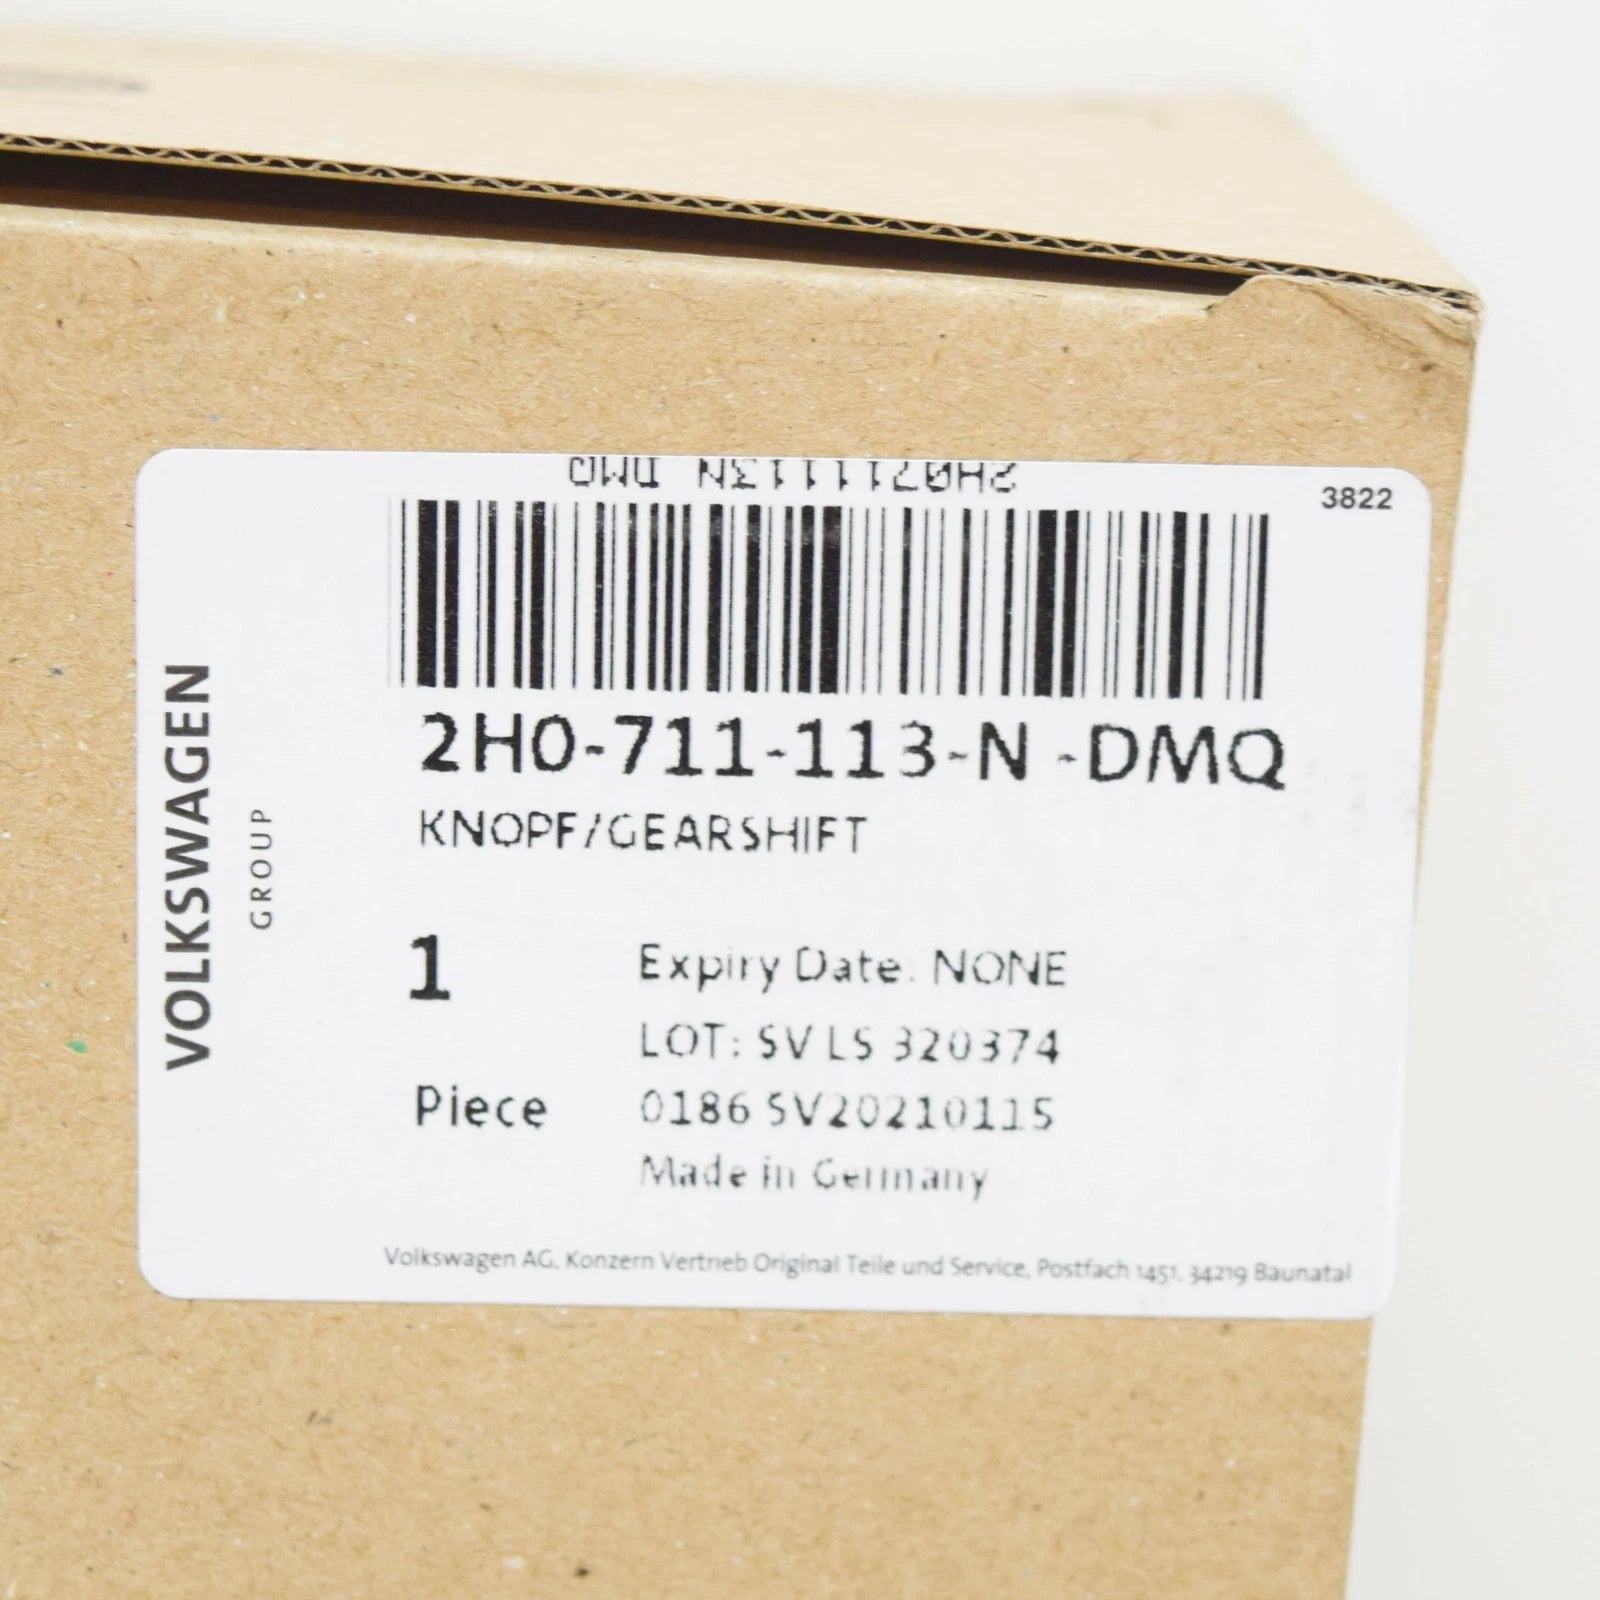 2H0711113N DMQ
3822
2H0-711-113-N -DMQ
KNOPF/GEARSHIFT
VOLKSWAGEN
GROUP
1
Piece
Expiry Date: NONE
LOT: SV LS 320374
0186 SV20210115
Made in Germany
Volkswagen AG, Konzern Vertrieb Original Teile und Service, Postfach 1451, 34219 Baunatal